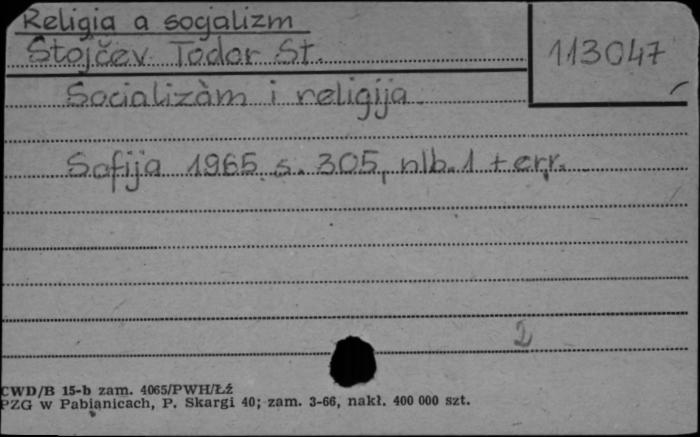 Religia a socjalizm
Stojčev Todor St.
113047
Socializàm i religija.
Sofija 1965 s. 305, nlb. 1 + err.
2
CWD/B 15-b zam. 4065/PWH/Łź
PZG w Pabianicach, P. Skargi 40; zam. 3-66, nakł. 400 000 szt.